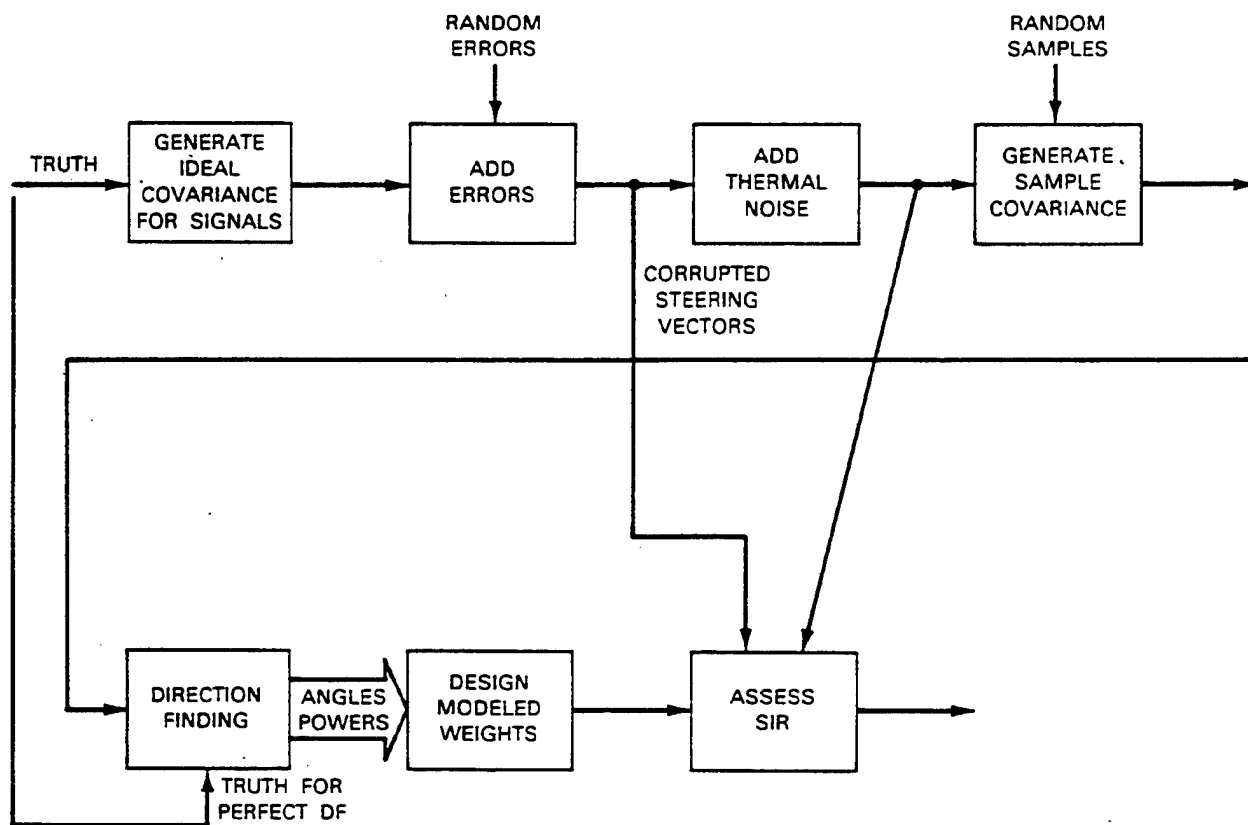 RANDOM
ERRORS
RANDOM
SAMPLES
TRUTH
GENERATE
IDEAL
COVARIANCE
FOR SIGNALS
ADD
ERRORS
ADD
THERMAL
NOISE
GENERATE
SAMPLE
COVARIANCE
CORRUPTED
STEERING
VECTORS
DIRECTION
FINDING
ANGLES
POWERS
DESIGN
MODELED
WEIGHTS
ASSESS
SIR
TRUTH FOR
PERFECT DF